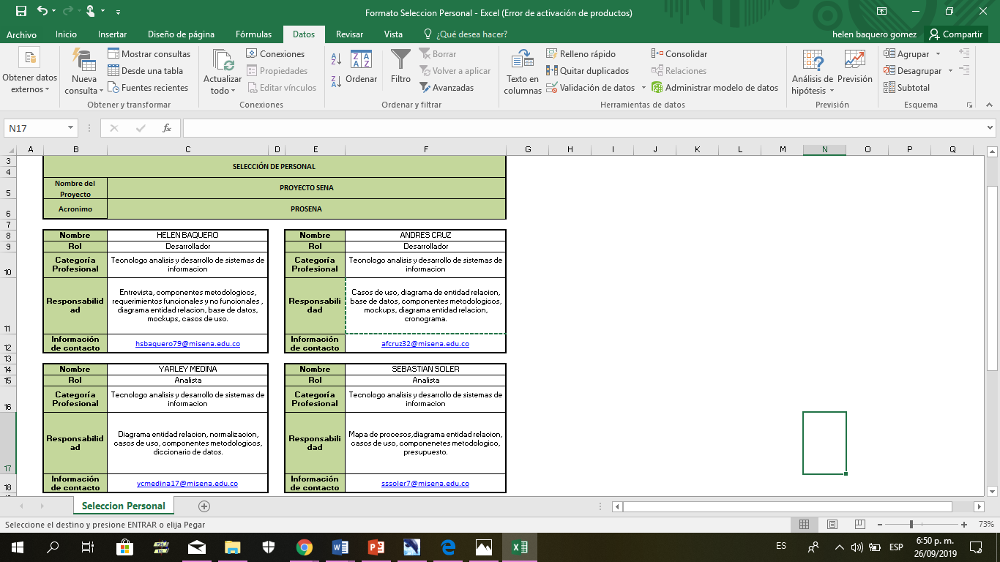 Formato Seleccion Personal - Excel (Error de activación de productos)
Archivo Inicio Insertar Diseño de página Fórmulas Datos Revisar Vista ¿Qué desea hacer? helen baquero gomez Compartir
Obtener datos externos
Nueva consulta
Mostrar consultas
Desde una tabla
Fuentes recientes
Obtener y transformar
Actualizar todo
Conexiones
Propiedades
Editar vínculos
Conexiones
Ordenar
Filtro
Borrar
Volver a aplicar
Avanzadas
Ordenar y filtrar
Texto en columnas
Relleno rápido
Quitar duplicados
Validación de datos
Consolidar
Relaciones
Administrar modelo de datos
Herramientas de datos
Análisis de hipótesis
Previsión
Previsión
Agrupar
Desagrupar
Subtotal
Esquema
N17
fx
A B C D E F G H I J K L M N O P Q
3
4
5
6
7
8
9
10
11
12
13
14
15
16
17
18
SELECCIÓN DE PERSONAL
Nombre del
Proyecto
PROYECTO SENA
Acronimo PROSENA
Nombre HELEN BAQUERO
Rol Desarrollador
Categoría
Profesional
Tecnologo analisis y desarrollo de sistemas de
informacion
Responsabilid
ad
Entrevista, componentes metodologicos,
requerimientos funcionales y no funcionales ,
diagrama entidad relacion, base de datos,
mockups, casos de uso.
Información
de contacto
hsbaquero79@misena.edu.co
Nombre ANDRES CRUZ
Rol Desarrollador
Categoría
Profesional
Tecnologo analisis y desarrollo de sistemas de
informacion
Responsabili
dad
Casos de uso, diagrama de entidad relacion,
base de datos, componentes metodologicos,
mockups, diagrama entidad relacion,
cronograma.
Información
de contacto
afcruz32@misena.edu.co
Nombre YARLEY MEDINA
Rol Analista
Categoría
Profesional
Tecnologo analisis y desarrollo de sistemas de
informacion
Responsabilid
ad
Diagrama entidad relacion, normalizacion,
casos de uso, componentes metodologicos,
diccionario de datos.
Información
de contacto
ycmedina17@misena.edu.co
Nombre SEBASTIAN SOLER
Rol Analista
Categoría
Profesional
Tecnologo analisis y desarrollo de sistemas de
informacion
Responsabili
dad
Mapa de procesos,diagrama entidad relacion,
casos de uso, componenetes metodologico,
presupuesto.
Información
de contacto
sssoler7@misena.edu.co
Seleccion Personal
Seleccione el destino y presione ENTRAR o elija Pegar
73%
ES
ESP
6:50 p. m.
26/09/2019